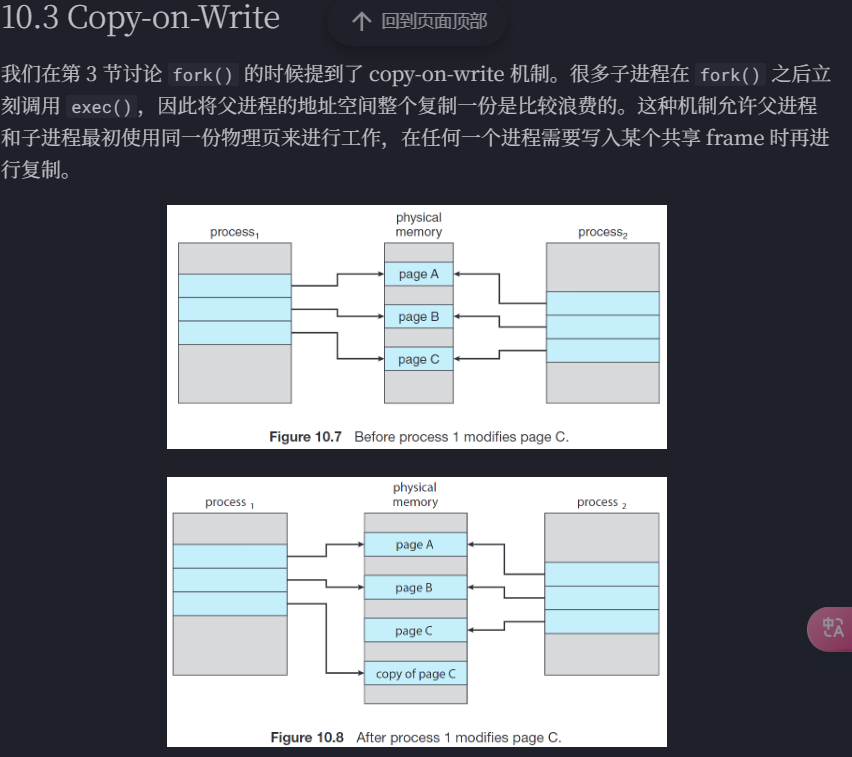 10.3 Copy-on-Write
回到页面顶部
我们在第 3 节讨论 fork() 的时候提到了 copy-on-write 机制。很多子进程在 fork() 之后立
刻调用 exec()，因此将父进程的地址空间整个复制一份是比较浪费的。这种机制允许父进程
和子进程最初使用同一份物理页来进行工作，在任何一个进程需要写入某个共享 frame 时再进
行复制。
physical
memory
process₁
process₂
page A
page B
page C
Figure 10.7 Before process 1 modifies page C.
physical
memory
process ₁
process ₂
page A
page B
page C
copy of page C
Figure 10.8 After process 1 modifies page C.
中
A